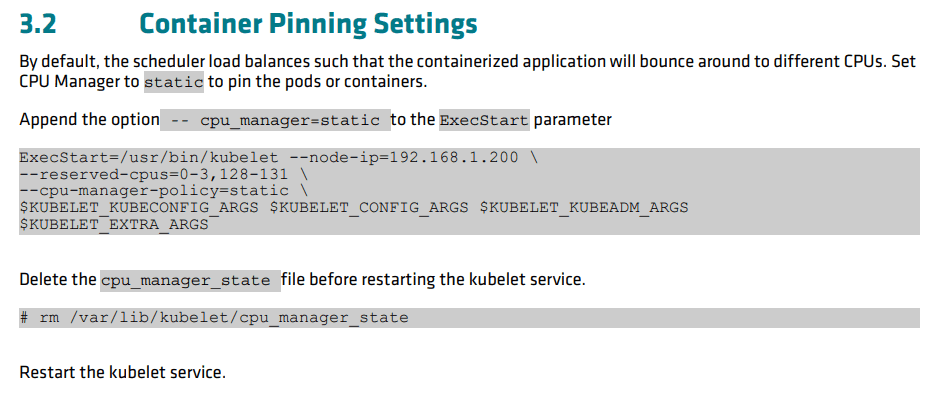 3.2 Container Pinning Settings
By default, the scheduler load balances such that the containerized application will bounce around to different CPUs. Set
CPU Manager to static to pin the pods or containers.
Append the option -- cpu_manager=static to the ExecStart parameter
ExecStart=/usr/bin/kubelet --node-ip=192.168.1.200 \
--reserved-cpus=0-3,128-131 \
--cpu-manager-policy=static \
$KUBELET_KUBECONFIG_ARGS $KUBELET_CONFIG_ARGS $KUBELET_KUBEADM_ARGS
$KUBELET_EXTRA_ARGS
Delete the cpu_manager_state file before restarting the kubelet service.
# rm /var/lib/kubelet/cpu_manager_state
Restart the kubelet service.